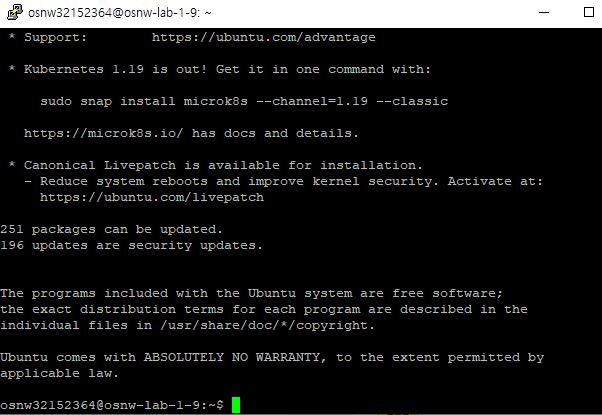 osnw32152364@osnw-lab-1-9: ~
* Support:        https://ubuntu.com/advantage
* Kubernetes 1.19 is out! Get it in one command with:
sudo snap install microk8s --channel=1.19 --classic
https://microk8s.io/ has docs and details.
* Canonical Livepatch is available for installation.
- Reduce system reboots and improve kernel security. Activate at:
https://ubuntu.com/livepatch
251 packages can be updated.
196 updates are security updates.
The programs included with the Ubuntu system are free software;
the exact distribution terms for each program are described in the
individual files in /usr/share/doc/*/copyright.
Ubuntu comes with ABSOLUTELY NO WARRANTY, to the extent permitted by
applicable law.
osnw32152364@osnw-lab-1-9:~$